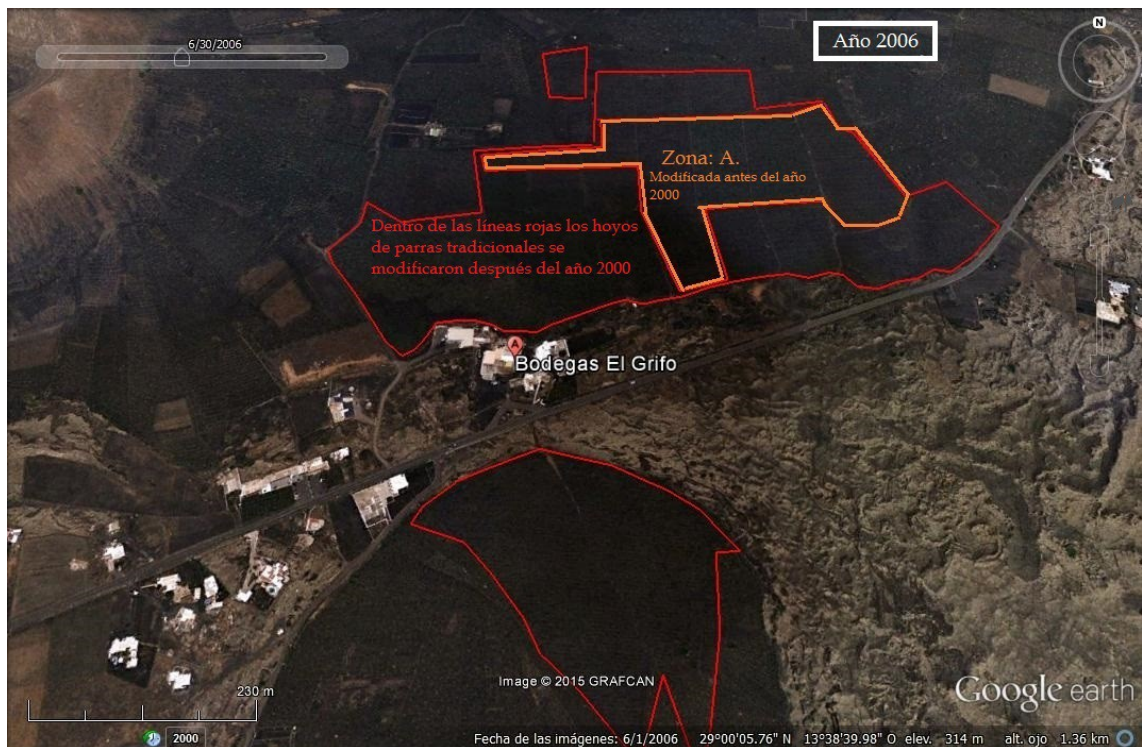 6/30/2006
Año 2006
N
Zona: A.
Modificada antes del año
2000
Dentro de las líneas rojas los hoyos
de parras tradicionales se
modificaron después del año 2000
A
Bodegas El Grifo
230 m
Image © 2015 GRAFCAN
Google earth
2000
Fecha de las imágenes: 6/1/2006 29°00'05.76" N 13°38'39.98" O elev. 314 m alt. ojo 1.36 km